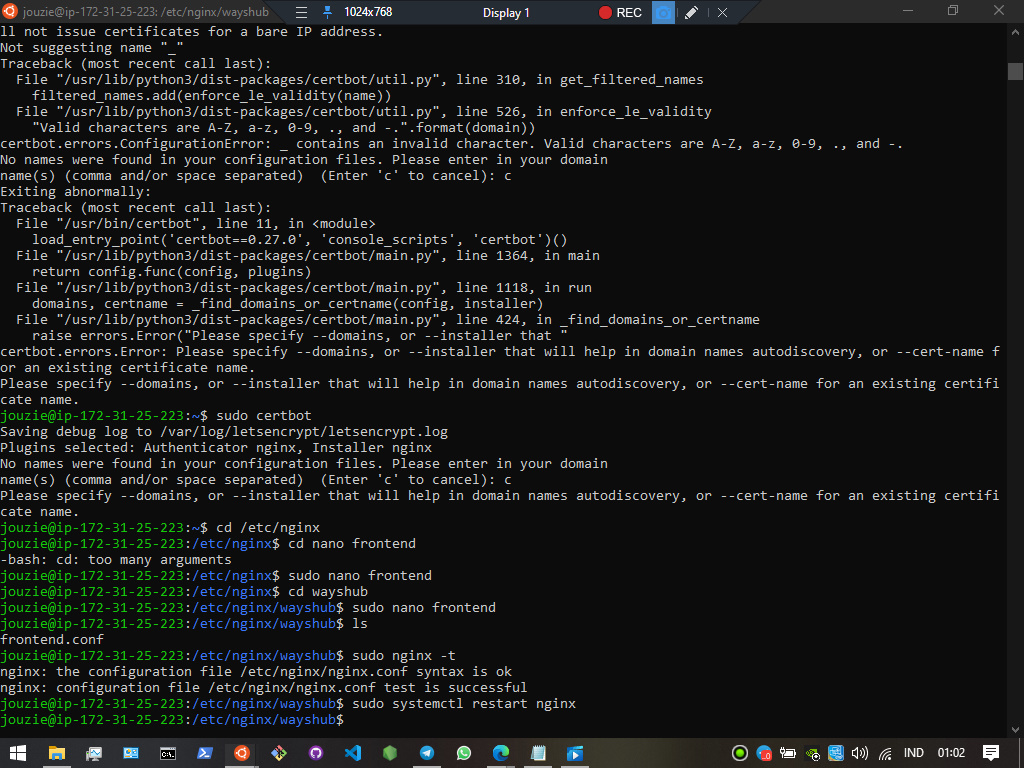 jouzie@ip-172-31-25-223: /etc/nginx/wayshub
1024x768
Display 1
REC
ll not issue certificates for a bare IP address.
Not suggesting name "_"
Traceback (most recent call last):
  File "/usr/lib/python3/dist-packages/certbot/util.py", line 310, in get_filtered_names
    filtered_names.add(enforce_le_validity(name))
  File "/usr/lib/python3/dist-packages/certbot/util.py", line 526, in enforce_le_validity
    "Valid characters are A-Z, a-z, 0-9, ., and -.".format(domain))
certbot.errors.ConfigurationError: _ contains an invalid character. Valid characters are A-Z, a-z, 0-9, ., and -.
No names were found in your configuration files. Please enter in your domain
name(s) (comma and/or space separated)  (Enter 'c' to cancel): c
Exiting abnormally:
Traceback (most recent call last):
  File "/usr/bin/certbot", line 11, in <module>
    load_entry_point('certbot==0.27.0', 'console_scripts', 'certbot')()
  File "/usr/lib/python3/dist-packages/certbot/main.py", line 1364, in main
    return config.func(config, plugins)
  File "/usr/lib/python3/dist-packages/certbot/main.py", line 1118, in run
    domains, certname = _find_domains_or_certname(config, installer)
  File "/usr/lib/python3/dist-packages/certbot/main.py", line 424, in _find_domains_or_certname
    raise errors.Error("Please specify --domains, or --installer that "
certbot.errors.Error: Please specify --domains, or --installer that will help in domain names autodiscovery, or --cert-name f
or an existing certificate name.
Please specify --domains, or --installer that will help in domain names autodiscovery, or --cert-name for an existing certifi
cate name.
jouzie@ip-172-31-25-223:~$ sudo certbot
Saving debug log to /var/log/letsencrypt/letsencrypt.log
Plugins selected: Authenticator nginx, Installer nginx
No names were found in your configuration files. Please enter in your domain
name(s) (comma and/or space separated)  (Enter 'c' to cancel): c
Please specify --domains, or --installer that will help in domain names autodiscovery, or --cert-name for an existing certifi
cate name.
jouzie@ip-172-31-25-223:~$ cd /etc/nginx
jouzie@ip-172-31-25-223:/etc/nginx$ cd nano frontend
-bash: cd: too many arguments
jouzie@ip-172-31-25-223:/etc/nginx$ sudo nano frontend
jouzie@ip-172-31-25-223:/etc/nginx$ cd wayshub
jouzie@ip-172-31-25-223:/etc/nginx/wayshub$ sudo nano frontend
jouzie@ip-172-31-25-223:/etc/nginx/wayshub$ ls
frontend.conf
jouzie@ip-172-31-25-223:/etc/nginx/wayshub$ sudo nginx -t
nginx: the configuration file /etc/nginx/nginx.conf syntax is ok
nginx: configuration file /etc/nginx/nginx.conf test is successful
jouzie@ip-172-31-25-223:/etc/nginx/wayshub$ sudo systemctl restart nginx
jouzie@ip-172-31-25-223:/etc/nginx/wayshub$
IND
01:02